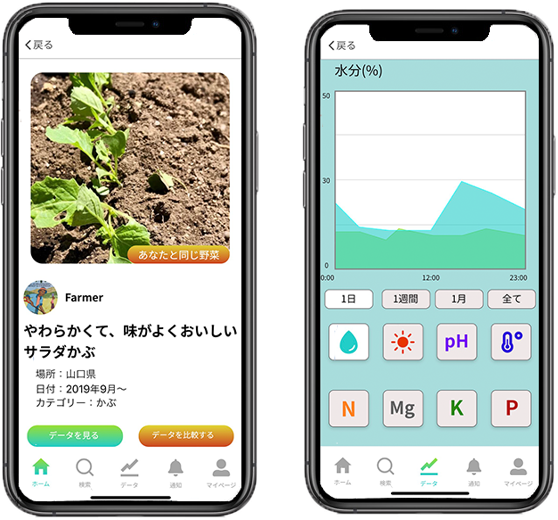 戻る
あなたと同じ野菜
Farmer
やわらかくて、味がよくおいしい
サラダかぶ
場所：山口県
日付：2019年9月〜
カテゴリー：かぶ
データを見る
データを比較する
ホーム
検索
データ
通知
マイページ
戻る
水分(%)
50
30
0
0:00
12:00
23:00
1日
1週間
1月
全て
pH
N
Mg
K
P
ホーム
検索
データ
通知
マイページ